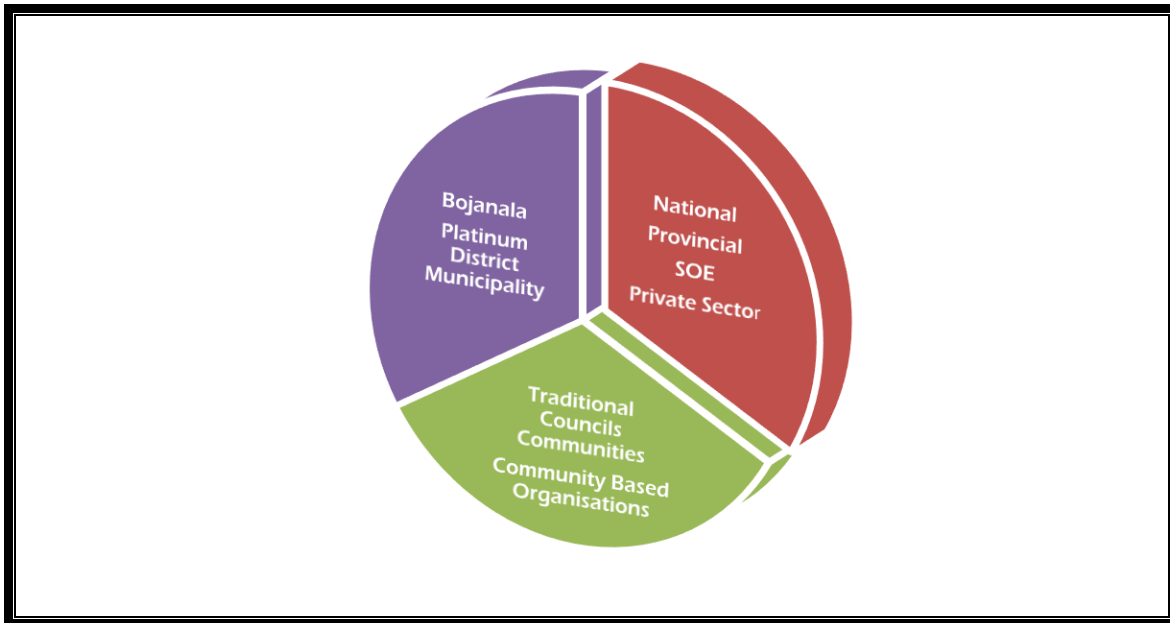 Bojanala
Platinum
District
Municipality
National
Provincial
SOE
Private Sector
Traditional
Councils
Communities
Community Based
Organisations